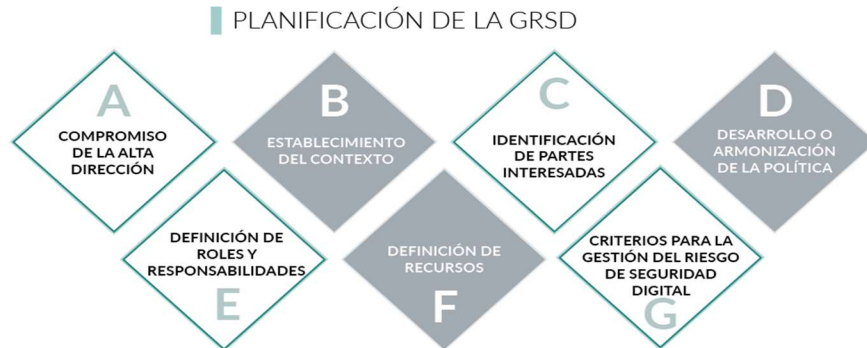 PLANIFICACIÓN DE LA GRSD
A
COMPROMISO
DE LA ALTA
DIRECCIÓN
B
ESTABLECIMIENTO
DEL CONTEXTO
C
IDENTIFICACIÓN
DE PARTES
INTERESADAS
D
DESARROLLO O
ARMONIZACIÓN
DE LA POLÍTICA
DEFINICIÓN DE
ROLES Y
RESPONSABILIDADES
E
DEFINICIÓN DE
RECURSOS
F
CRITERIOS PARA LA
GESTIÓN DEL RIESGO
DE SEGURIDAD
DIGITAL
G